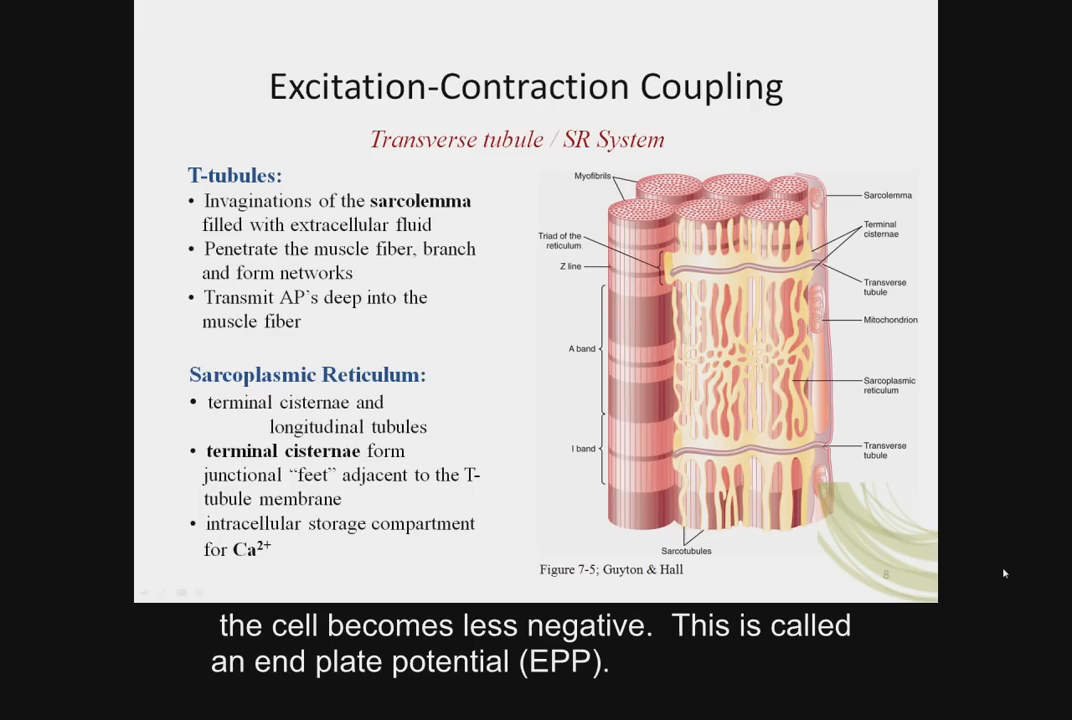 Excitation-Contraction Coupling
Transverse tubule / SR System
T-tubules:
• Invaginations of the sarcolemma
filled with extracellular fluid
• Penetrate the muscle fiber, branch
and form networks
• Transmit AP's deep into the
muscle fiber
Sarcoplasmic Reticulum:
• terminal cisternae and
longitudinal tubules
• terminal cisternae form
junctional “feet” adjacent to the T-
tubule membrane
• intracellular storage compartment
for Ca²⁺
Myofibrils
Sarcolemma
Terminal
cisternae
Triad of the
reticulum
Z line
Transverse
tubule
Mitochondrion
A band
Sarcoplasmic
reticulum
I band
Transverse
tubule
Sarcotubules
Figure 7-5; Guyton & Hall
8
the cell becomes less negative. This is called
an end plate potential (EPP).